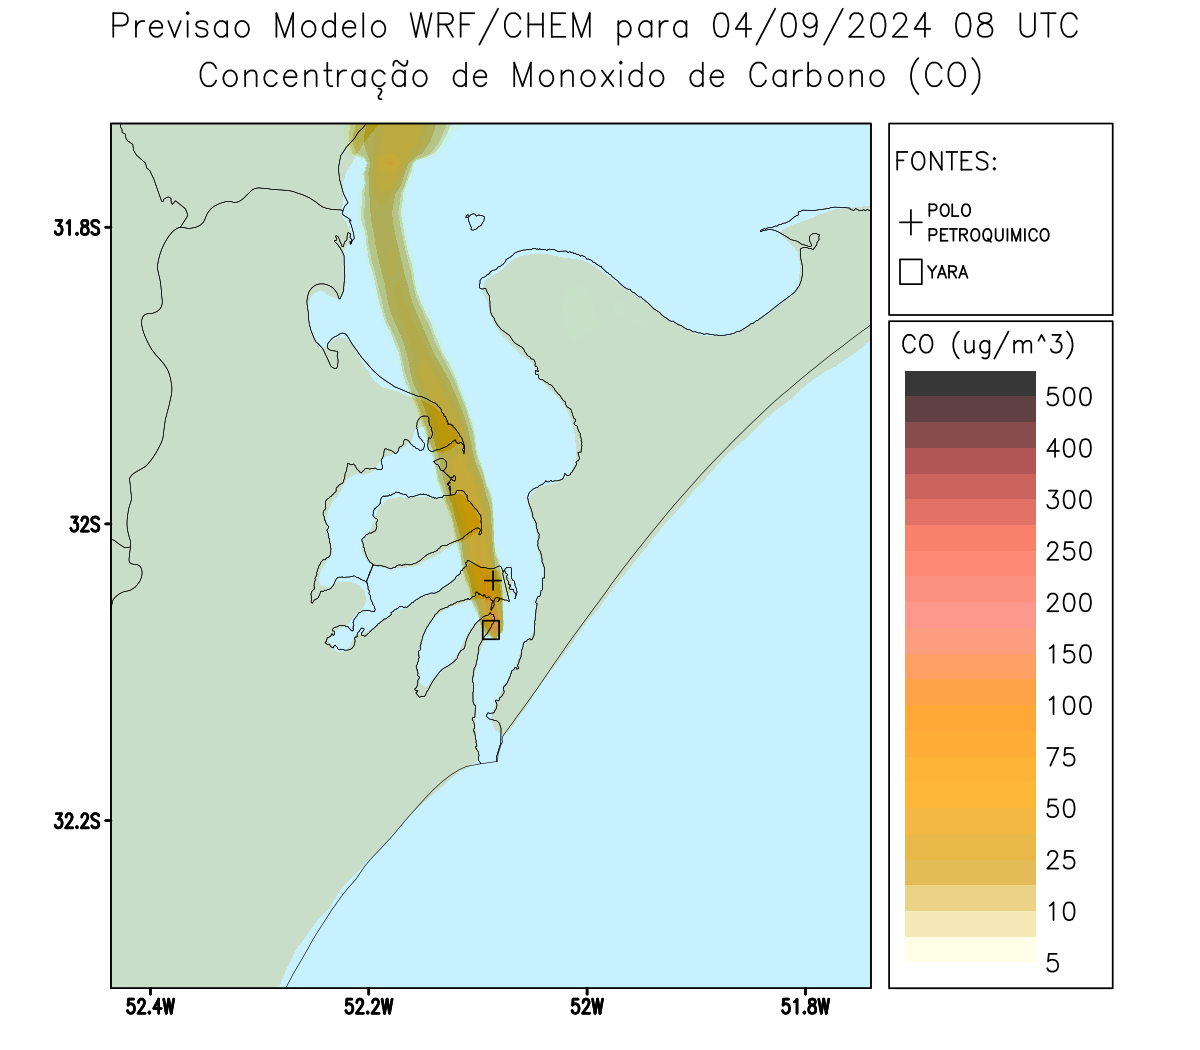 Previsao Modelo WRF/CHEM para 04/09/2024 08 UTC
Concentração de Monoxido de Carbono (CO)
FONTES:
POLO
PETROQUIMICO
YARA
CO (ug/m^3)
500
400
300
250
200
150
100
75
50
25
10
5
31.8S
32S
32.2S
52.4W
52.2W
52W
51.8W